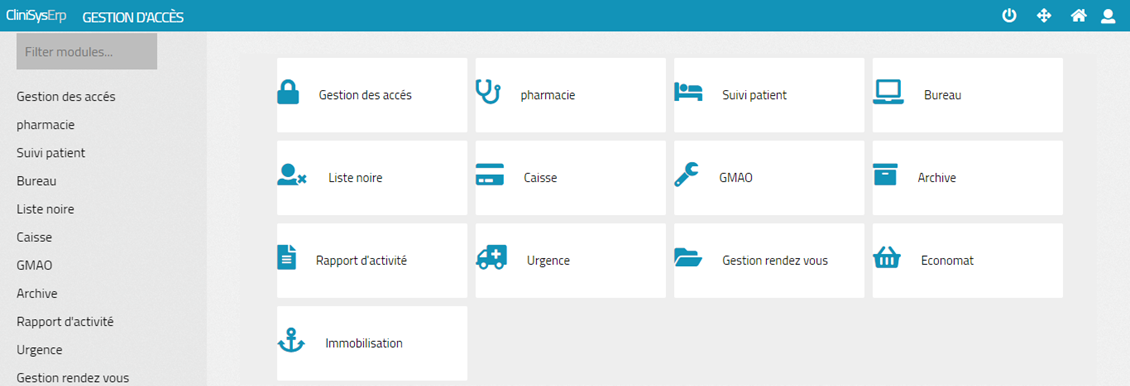 CliniSysErp GESTION D'ACCÈS
Filter modules...
Gestion des accés
pharmacie
Suivi patient
Bureau
Liste noire
Caisse
GMAO
Archive
Rapport d'activité
Urgence
Gestion rendez vous
Gestion des accés
pharmacie
Suivi patient
Bureau
Liste noire
Caisse
GMAO
Archive
Rapport d'activité
Urgence
Gestion rendez vous
Economat
Immobilisation